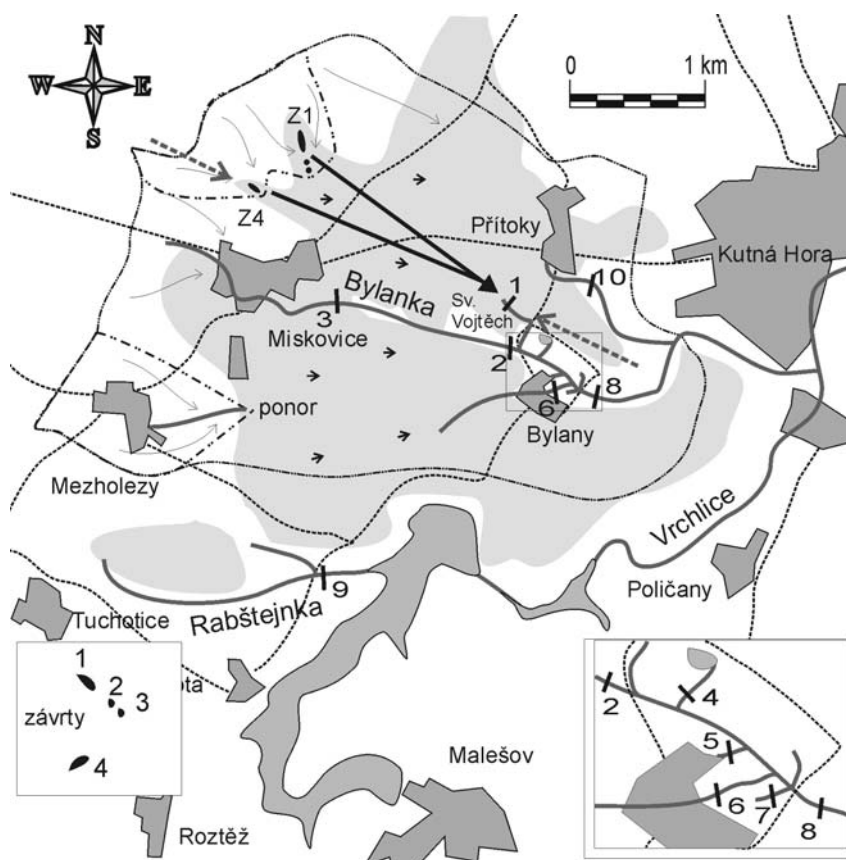 N
W E
S
0 1 km
Z1
Z4
Přítoky
Kutná Hora
10
1
Sv.
Vojtěch
Bylanka
3
Miskovice
2
6
8
Bylany
ponor
Mezholezy
Vrchlice
Poličany
9
Rabštejnka
Tuchotice
ota
1
2
3
závrty
4
Malešov
Roztěž
2
4
5
6
7
8